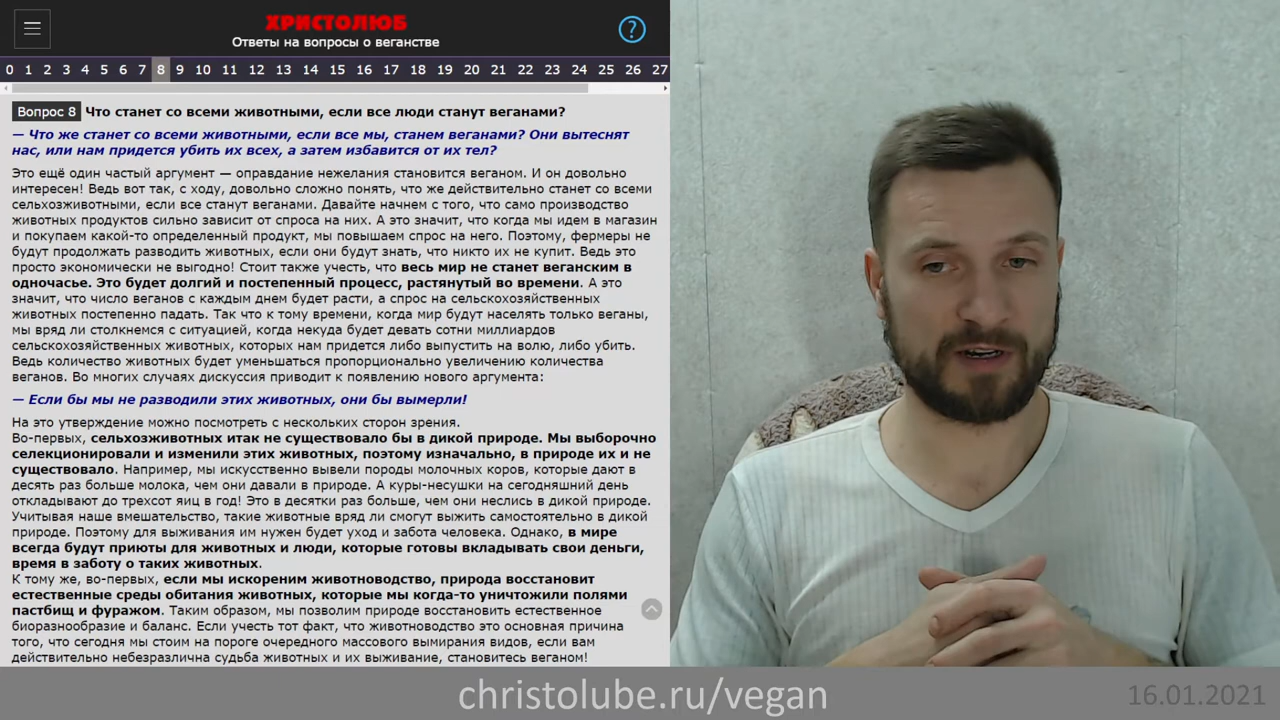 ХРИСТОЛЮБ
Ответы на вопросы о веганстве
?
0 1 2 3 4 5 6 7 8 9 10 11 12 13 14 15 16 17 18 19 20 21 22 23 24 25 26 27
Вопрос 8 Что станет со всеми животными, если все люди станут веганами?
— Что же станет со всеми животными, если все мы, станем веганами? Они вытеснят
нас, или нам придется убить их всех, а затем избавится от их тел?
Это ещё один частый аргумент — оправдание нежелания становится веганом. И он довольно
интересен! Ведь вот так, с ходу, довольно сложно понять, что же действительно станет со всеми
сельхозживотными, если все станут веганами. Давайте начнем с того, что само производство
животных продуктов сильно зависит от спроса на них. А это значит, что когда мы идем в магазин
и покупаем какой-то определенный продукт, мы повышаем спрос на него. Поэтому, фермеры не
будут продолжать разводить животных, если они будут знать, что никто их не купит. Ведь это
просто экономически не выгодно! Стоит также учесть, что весь мир не станет веганским в
одночасье. Это будет долгий и постепенный процесс, растянутый во времени. А это
значит, что число веганов с каждым днем будет расти, а спрос на сельскохозяйственных
животных постепенно падать. Так что к тому времени, когда мир будут населять только веганы,
мы вряд ли столкнемся с ситуацией, когда некуда будет девать сотни миллиардов
сельскохозяйственных животных, которых нам придется либо выпустить на волю, либо убить.
Ведь количество животных будет уменьшаться пропорционально увеличению количества
веганов. Во многих случаях дискуссия приводит к появлению нового аргумента:
— Если бы мы не разводили этих животных, они бы вымерли!
На это утверждение можно посмотреть с нескольких сторон зрения.
Во-первых, сельхозживотных итак не существовало бы в дикой природе. Мы выборочно
селекционировали и изменили этих животных, поэтому изначально, в природе их и не
существовало. Например, мы искусственно вывели породы молочных коров, которые дают в
десять раз больше молока, чем они давали в природе. А куры-несушки на сегодняшний день
откладывают до трехсот яиц в год! Это в десятки раз больше, чем они неслись в дикой природе.
Учитывая наше вмешательство, такие животные вряд ли смогут выжить самостоятельно в дикой
природе. Поэтому для выживания им нужен будет уход и забота человека. Однако, в мире
всегда будут приюты для животных и люди, которые готовы вкладывать свои деньги,
время в заботу о таких животных.
К тому же, во-первых, если мы искореним животноводство, природа восстановит
естественные среды обитания животных, которые мы когда-то уничтожили полями
пастбищ и фуражом. Таким образом, мы позволим природе восстановить естественное
биоразнообразие и баланс. Если учесть тот факт, что животноводство это основная причина
того, что сегодня мы стоим на пороге очередного массового вымирания видов, если вам
действительно небезразлична судьба животных и их выживание, становитесь веганом!
christolube.ru/vegan
16.01.2021